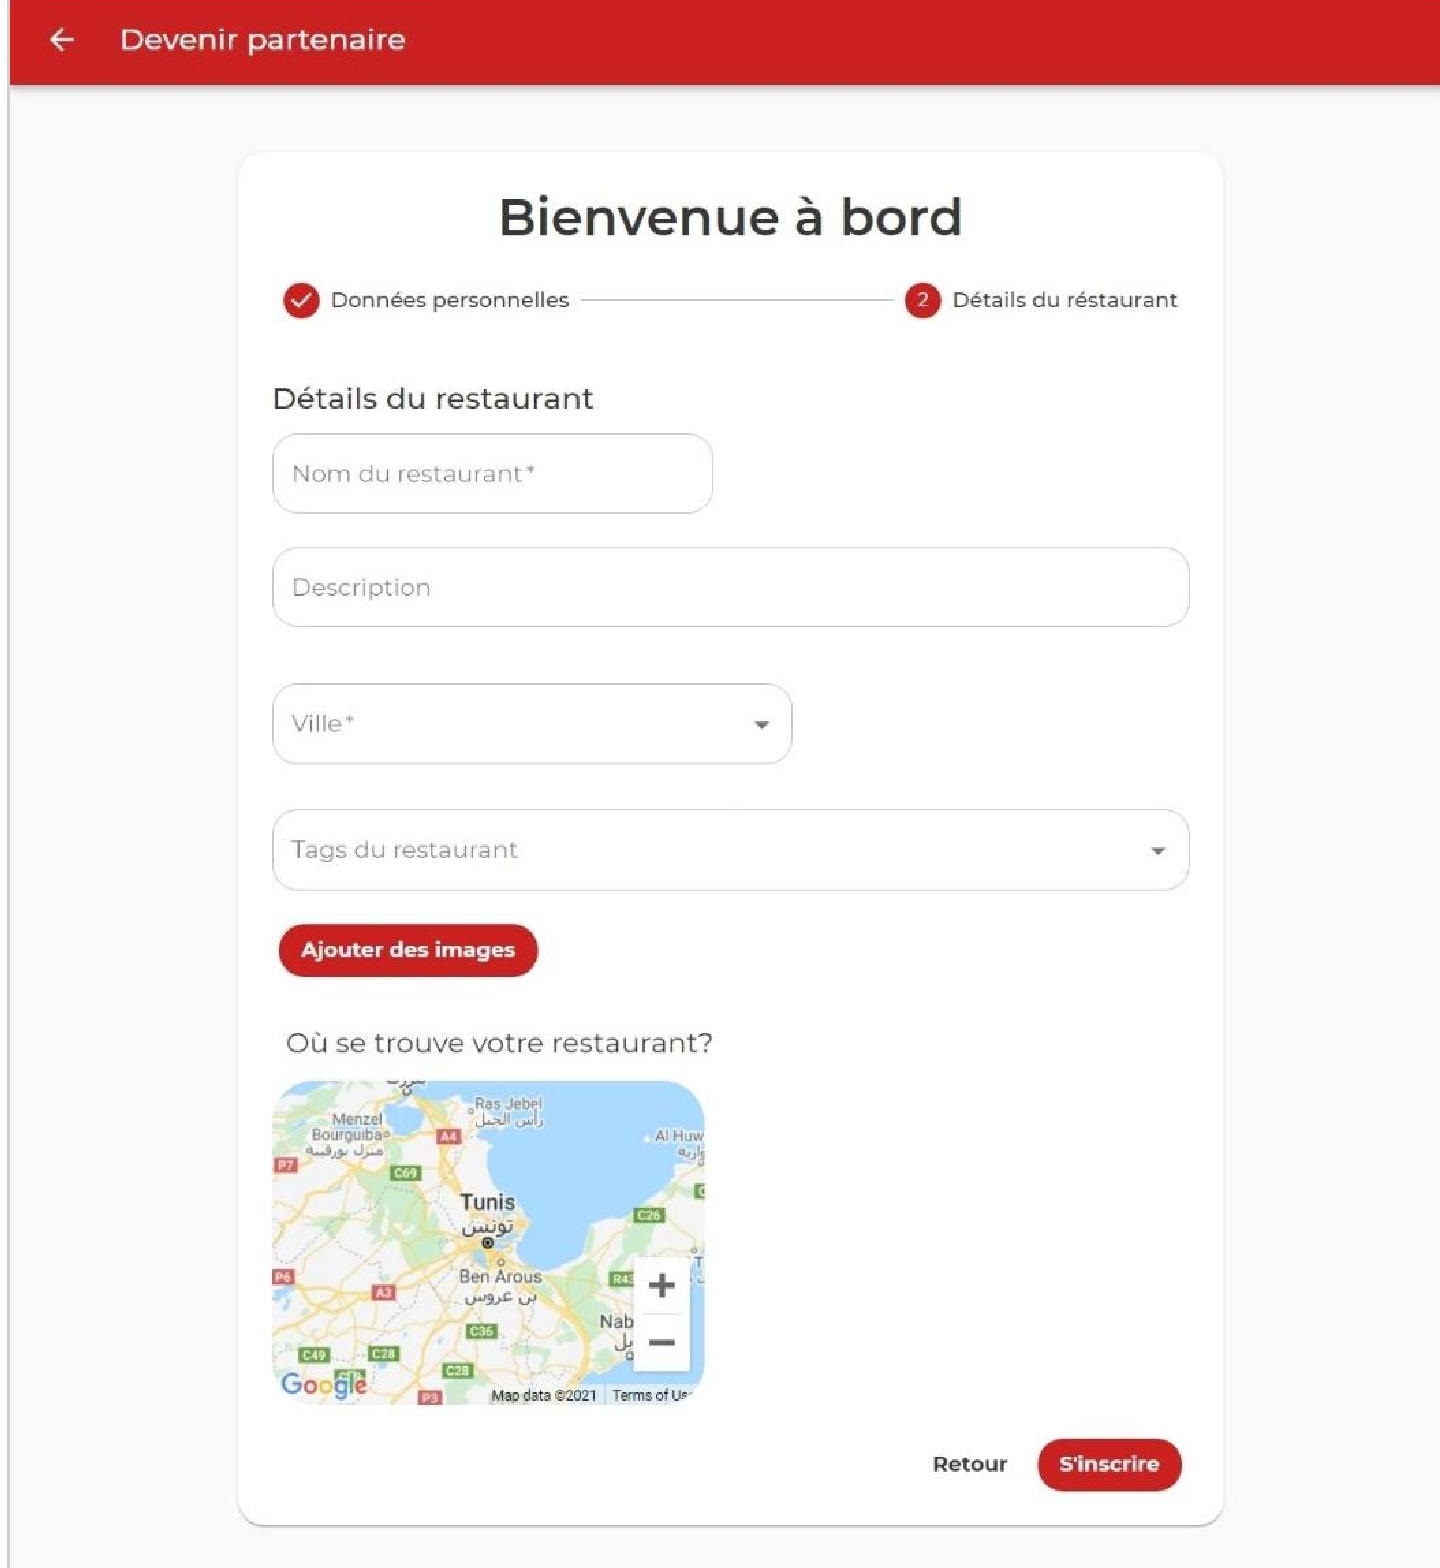 Devenir partenaire
Bienvenue à bord
Données personnelles
2 Détails du réstaurant
Détails du restaurant
Nom du restaurant*
Description
Ville*
Tags du restaurant
Ajouter des images
Où se trouve votre restaurant?
Ras Jebel
رأس الجبل
Menzel
Bourguiba
منزل بورقيبة
A4
Al Huw
P7
C69
Tunis
تونس
C26
P6
Ben Arous
بن عروس
R43
A3
Nab
C36
C49
C28
C28
Google
P3
Map data ©2021
Terms of Us
Retour
S'inscrire